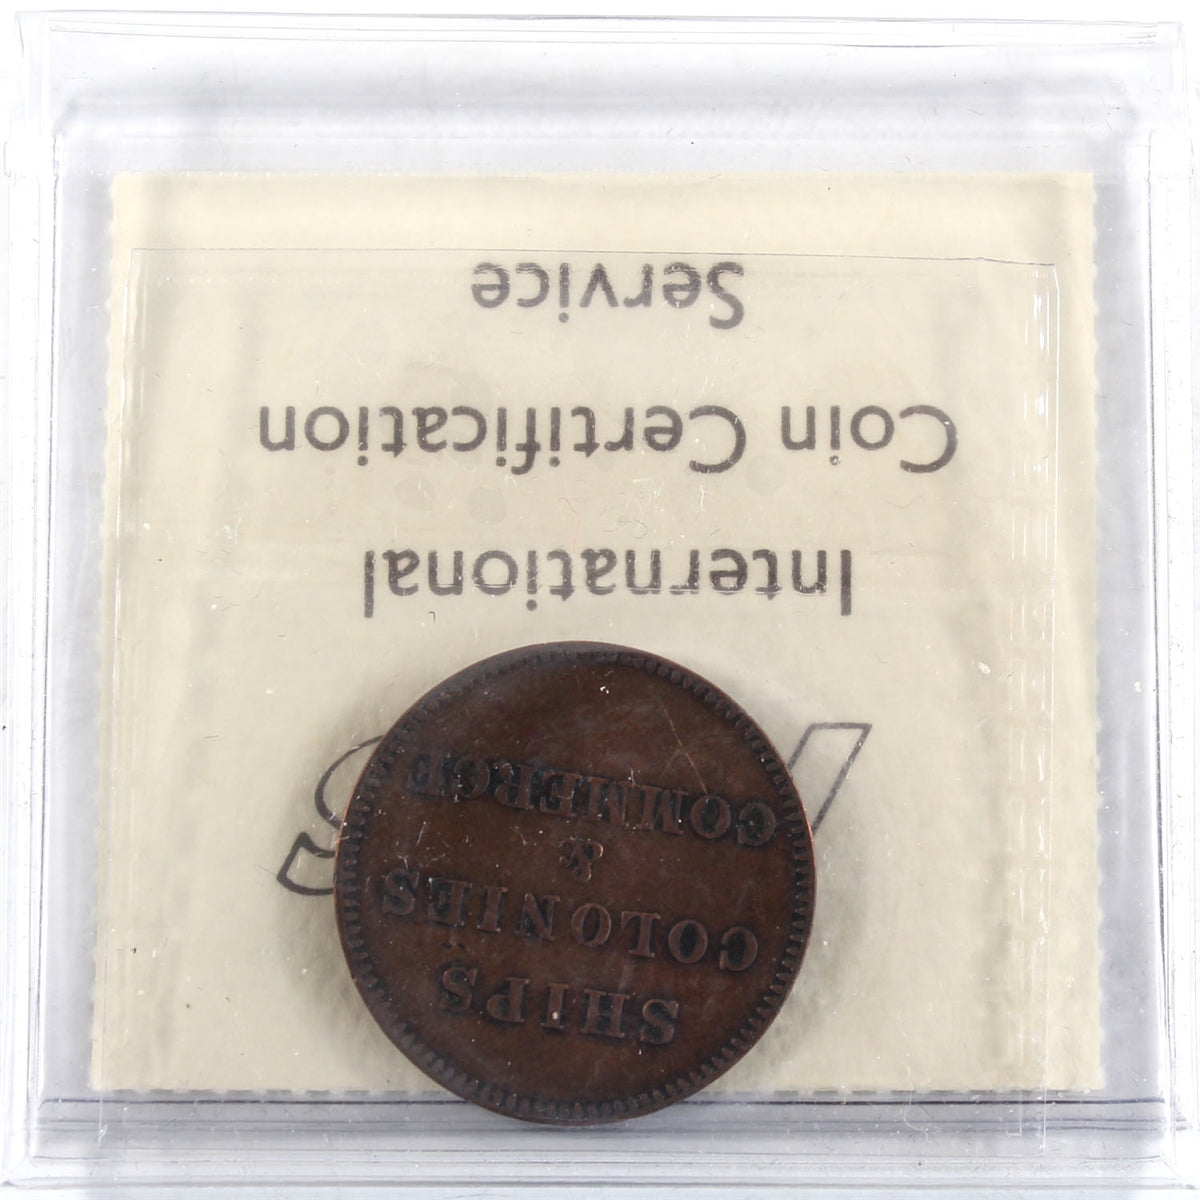 International
Coin Certification
Service
SHIPS
COLONIES
&
COMMERCE